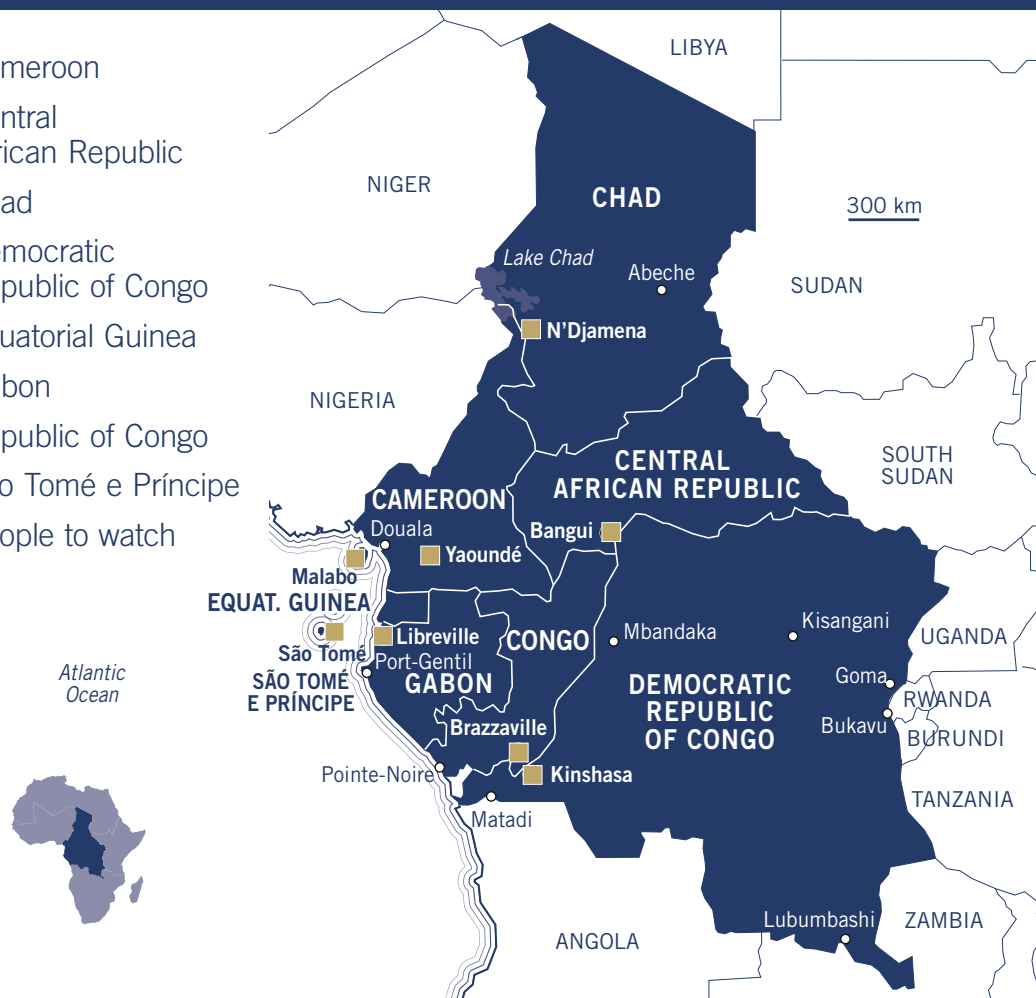 meroon
ntral
rican Republic
ad
emocratic
public of Congo
uatorial Guinea
bon
public of Congo
o Tomé e Príncipe
ople to watch
LIBYA
NIGER
CHAD
300 km
Lake Chad
Abeche
SUDAN
N'Djamena
NIGERIA
CENTRAL
AFRICAN REPUBLIC
SOUTH
SUDAN
CAMEROON
Douala
Bangui
Yaoundé
Malabo
EQUAT. GUINEA
Libreville
CONGO
Mbandaka
Kisangani
UGANDA
São Tomé
Port-Gentil
SÃO TOMÉ
E PRÍNCIPE
GABON
DEMOCRATIC
REPUBLIC
OF CONGO
Goma
RWANDA
Atlantic
Ocean
Brazzaville
Bukavu
BURUNDI
Pointe-Noire
Kinshasa
TANZANIA
Matadi
Lubumbashi
ZAMBIA
ANGOLA